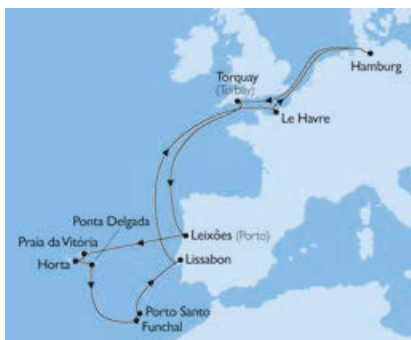 Hamburg
Torquay
(Torbay)
Le Havre
Ponta Delgada
Leixões (Porto)
Praia da Vitória
Horta
Lissabon
Porto Santo
Funchal